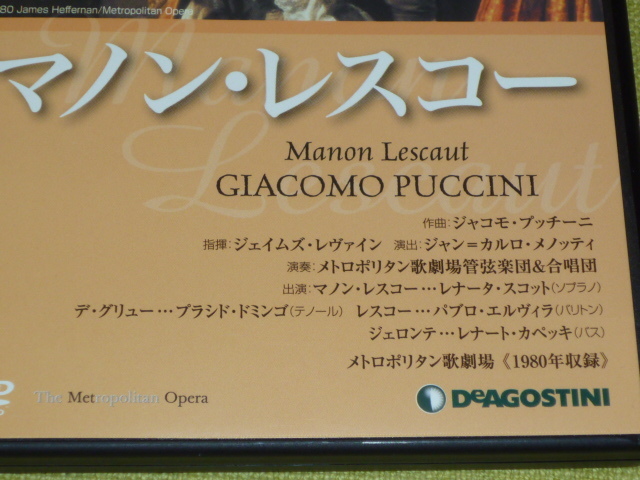 80 James Heffernan/Metropolitan Opera
マノン・レスコー
Manon
Lescaut
Manon Lescaut
GIACOMO PUCCINI
作曲:ジャコモ・プッチーニ
指揮:ジェイムズ・レヴァイン 演出:ジャン=カルロ・メノッティ
演奏:メトロポリタン歌劇場管弦楽団&合唱団
出演:マノン・レスコー…レナータ・スコット(ソプラノ)
デ・グリュー…プラシド・ドミンゴ(テノール) レスコー…パブロ・エルヴィラ(バリトン)
ジェロンテ…レナート・カペッキ(バス)
メトロポリタン歌劇場《1980年収録》
The Metropolitan Opera
DeAGOSTINI